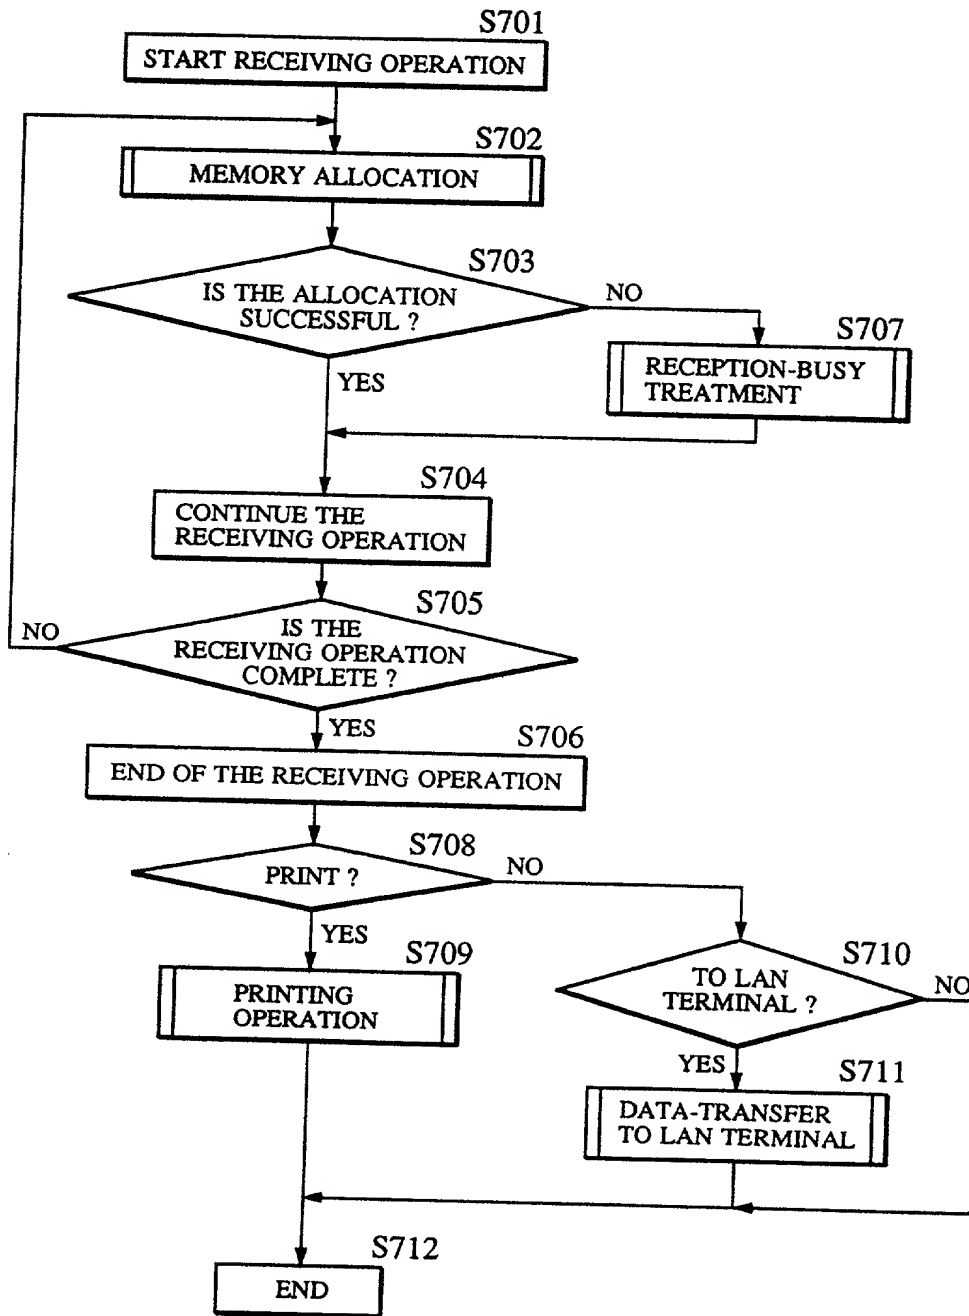 S701
START RECEIVING OPERATION
S702
MEMORY ALLOCATION
S703
IS THE ALLOCATION
SUCCESSFUL ?
NO
YES
S707
RECEPTION-BUSY
TREATMENT
S704
CONTINUE THE
RECEIVING OPERATION
S705
IS THE
RECEIVING OPERATION
COMPLETE ?
NO
YES
S706
END OF THE RECEIVING OPERATION
S708
PRINT ?
NO
YES
S709
PRINTING
OPERATION
S710
TO LAN
TERMINAL ?
NO
YES
S711
DATA-TRANSFER
TO LAN TERMINAL
S712
END